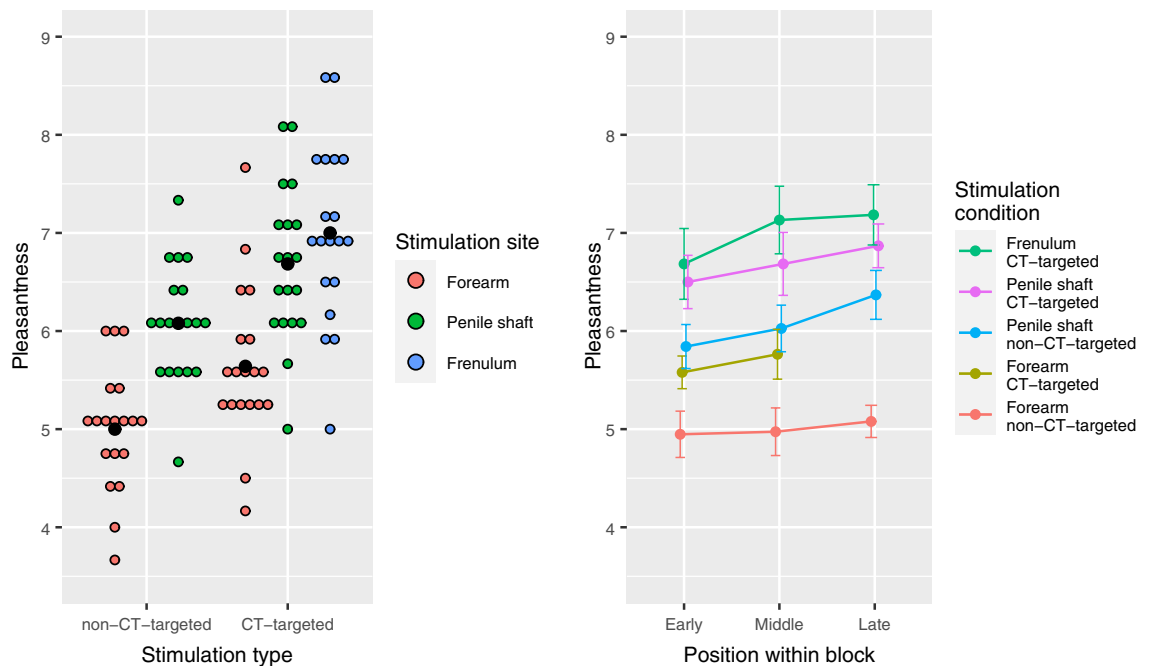 9
8
7
6
5
4
Pleasantness
non−CT−targeted
CT−targeted
Stimulation type
Stimulation site
Forearm
Penile shaft
Frenulum
9
8
7
6
5
4
Pleasantness
Early
Middle
Late
Position within block
Stimulation
condition
Frenulum
CT−targeted
Penile shaft
CT−targeted
Penile shaft
non−CT−targeted
Forearm
CT−targeted
Forearm
non−CT−targeted